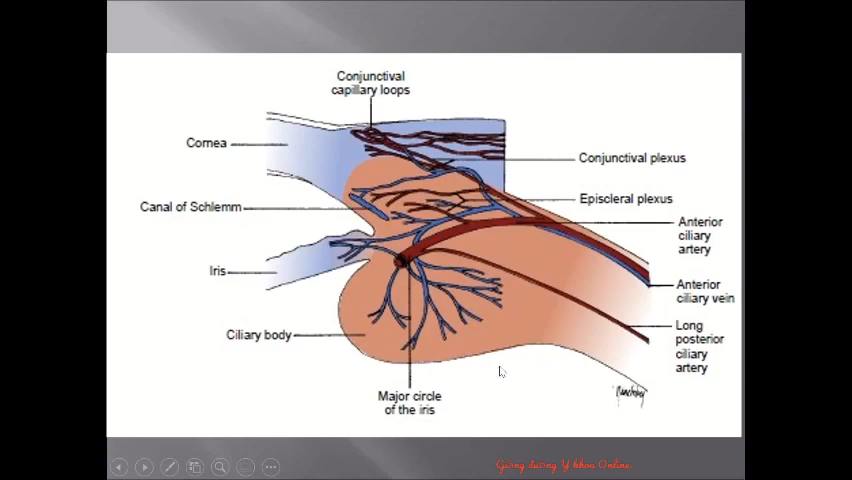 Conjunctival
capillary loops
Cornea
Conjunctival plexus
Canal of Schlemm
Episcleral plexus
Anterior
ciliary
artery
Iris
Anterior
ciliary vein
Ciliary body
Long
posterior
ciliary
artery
Major circle
of the iris
Giảng đường Y khoa Online